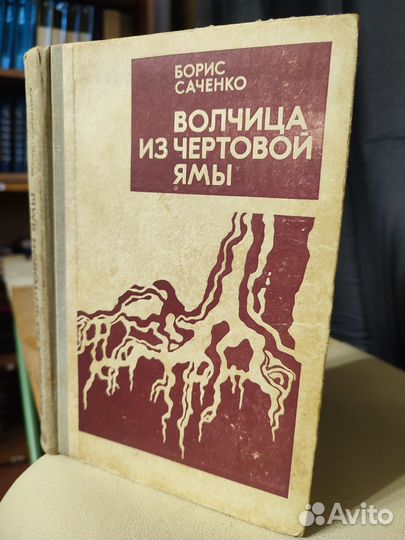 БОРИС
САЧЕНКО
ВОЛЧИЦА
ИЗ ЧЕРТОВОЙ
ЯМЫ
Avito